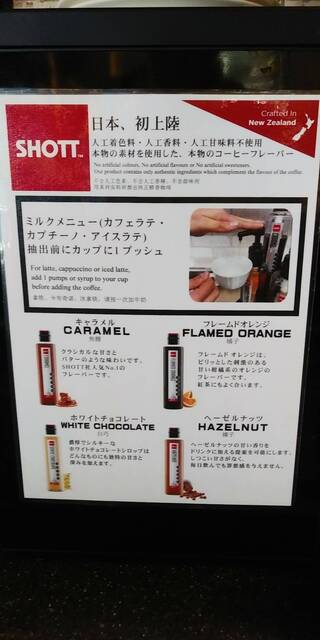 SHOTT™
Crafted in
New Zealand
日本、初上陸
人工着色料・人工香料・人工甘味料不使用
本物の素材を使用した、本物のコーヒーフレーバー
No artificial colours. No artificial flavours or No artificial sweeteners.
Our product contains only authentic ingredients which complement the flavour of the coffee.
ミルクメニュー(カフェラテ・
カプチーノ・アイスラテ)
抽出前にカップに1プッシュ
For latte, cappuccino or iced latte,
add 1 pumps or syrup to your cup
before adding the coffee.
キャラメル
CARAMEL
焦糖
クラシカルな甘さと
バターのような味わいです。
SHOTT社人気No.1の
フレーバーです。
フレームドオレンジ
FLAMED ORANGE
橘子
フレームド オレンジは、
ピリッとした刺激のある
甘い柑橘系のオレンジの
フレーバーです。
紅茶にもよく合います。
ホワイトチョコレート
WHITE CHOCOLATE
白巧
濃厚でシルキーな
ホワイトチョコレートシロップは
どんなものにも独特の甘さと
深みを加えます。
ヘーゼルナッツ
HAZELNUT
榛子
ヘーゼルナッツの甘い香りを
ドリンクに加える提案を可能にします。
しつこい甘さがなく、
毎日飲んでも罪悪感を与えません。